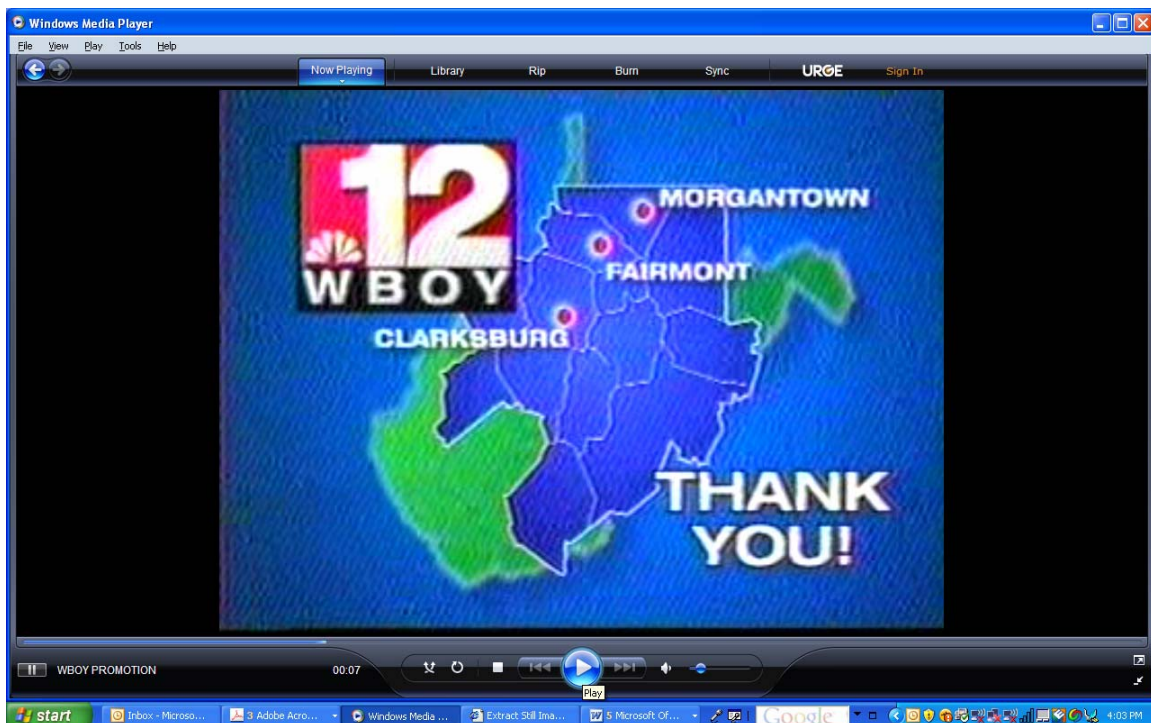 Windows Media Player
File View Play Tools Help
Now Playing Library Rip Burn Sync URGE Sign In
12
WBOY
MORGANTOWN
FAIRMONT
CLARKSBURG
THANK
YOU!
WBOY PROMOTION 00:07
Play
start Inbox - Microso... 3 Adobe Acro... Windows Media ... Extract Still Ima... 5 Microsoft Of... Google 4:03 PM